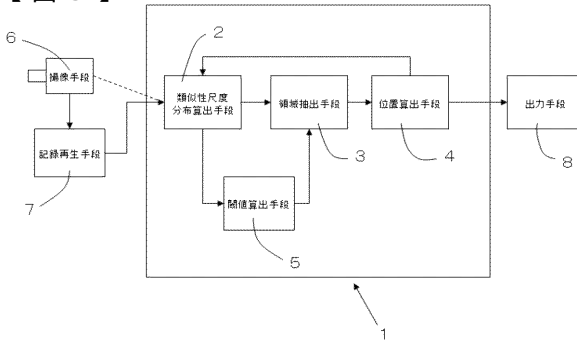 6
2
5
撮像手段
類似性尺度
分布算出手段
領域抽出手段
位置算出手段
出力手段
3
4
8
記録再生手段
7
閾値算出手段
5
1